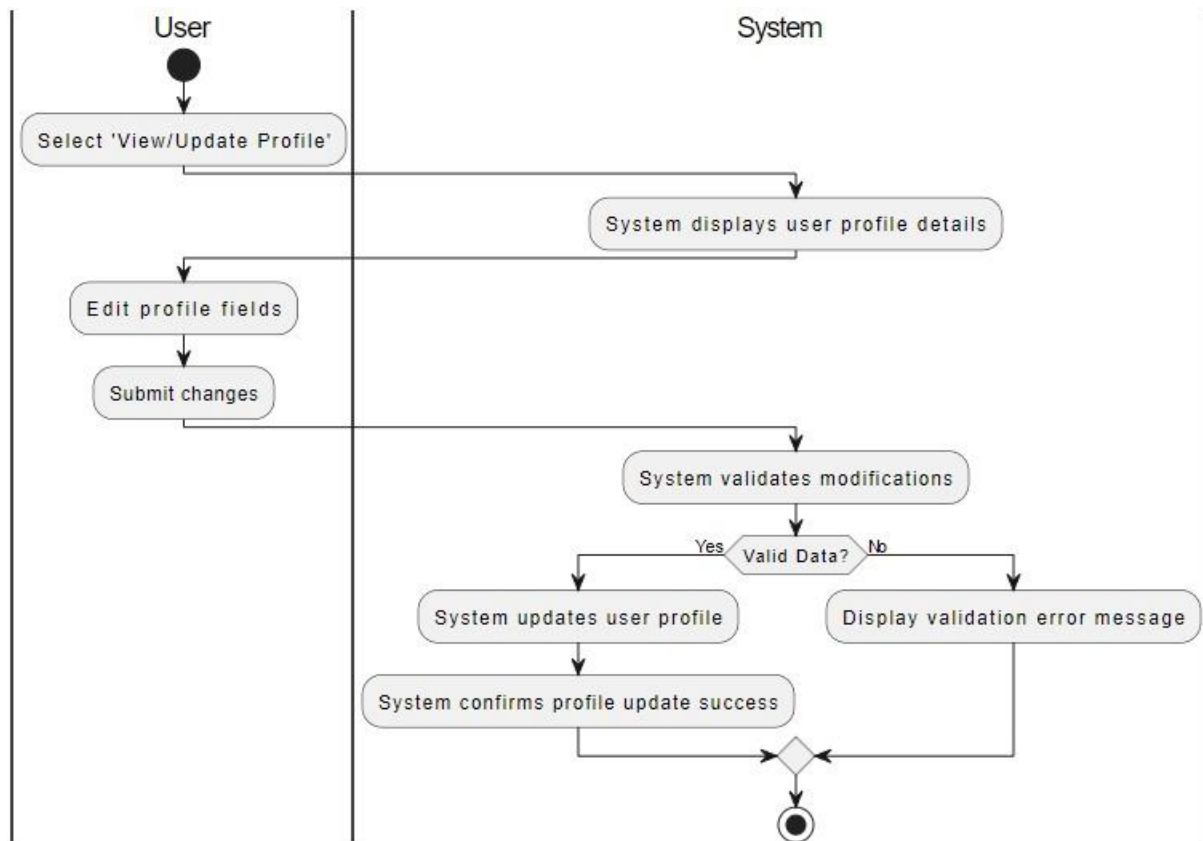 User
System
Select 'View/Update Profile'
System displays user profile details
Edit profile fields
Submit changes
System validates modifications
Yes
Valid Data?
No
System updates user profile
Display validation error message
System confirms profile update success